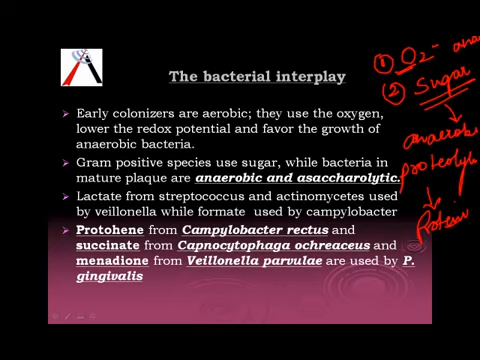 The bacterial interplay
Early colonizers are aerobic; they use the oxygen,
lower the redox potential and favor the growth of
anaerobic bacteria.
Gram positive species use sugar, while bacteria in
mature plaque are anaerobic and asaccharolytic.
Lactate from streptococcus and actinomycetes used
by veillonella while formate used by campylobacter
Protohene from Campylobacter rectus and
succinate from Capnocytophaga ochreaceus and
menadione from Veillonella parvulae are used by P.
gingivalis
① O2 - ana
② Sugar
anaerob
proteoly
Protein